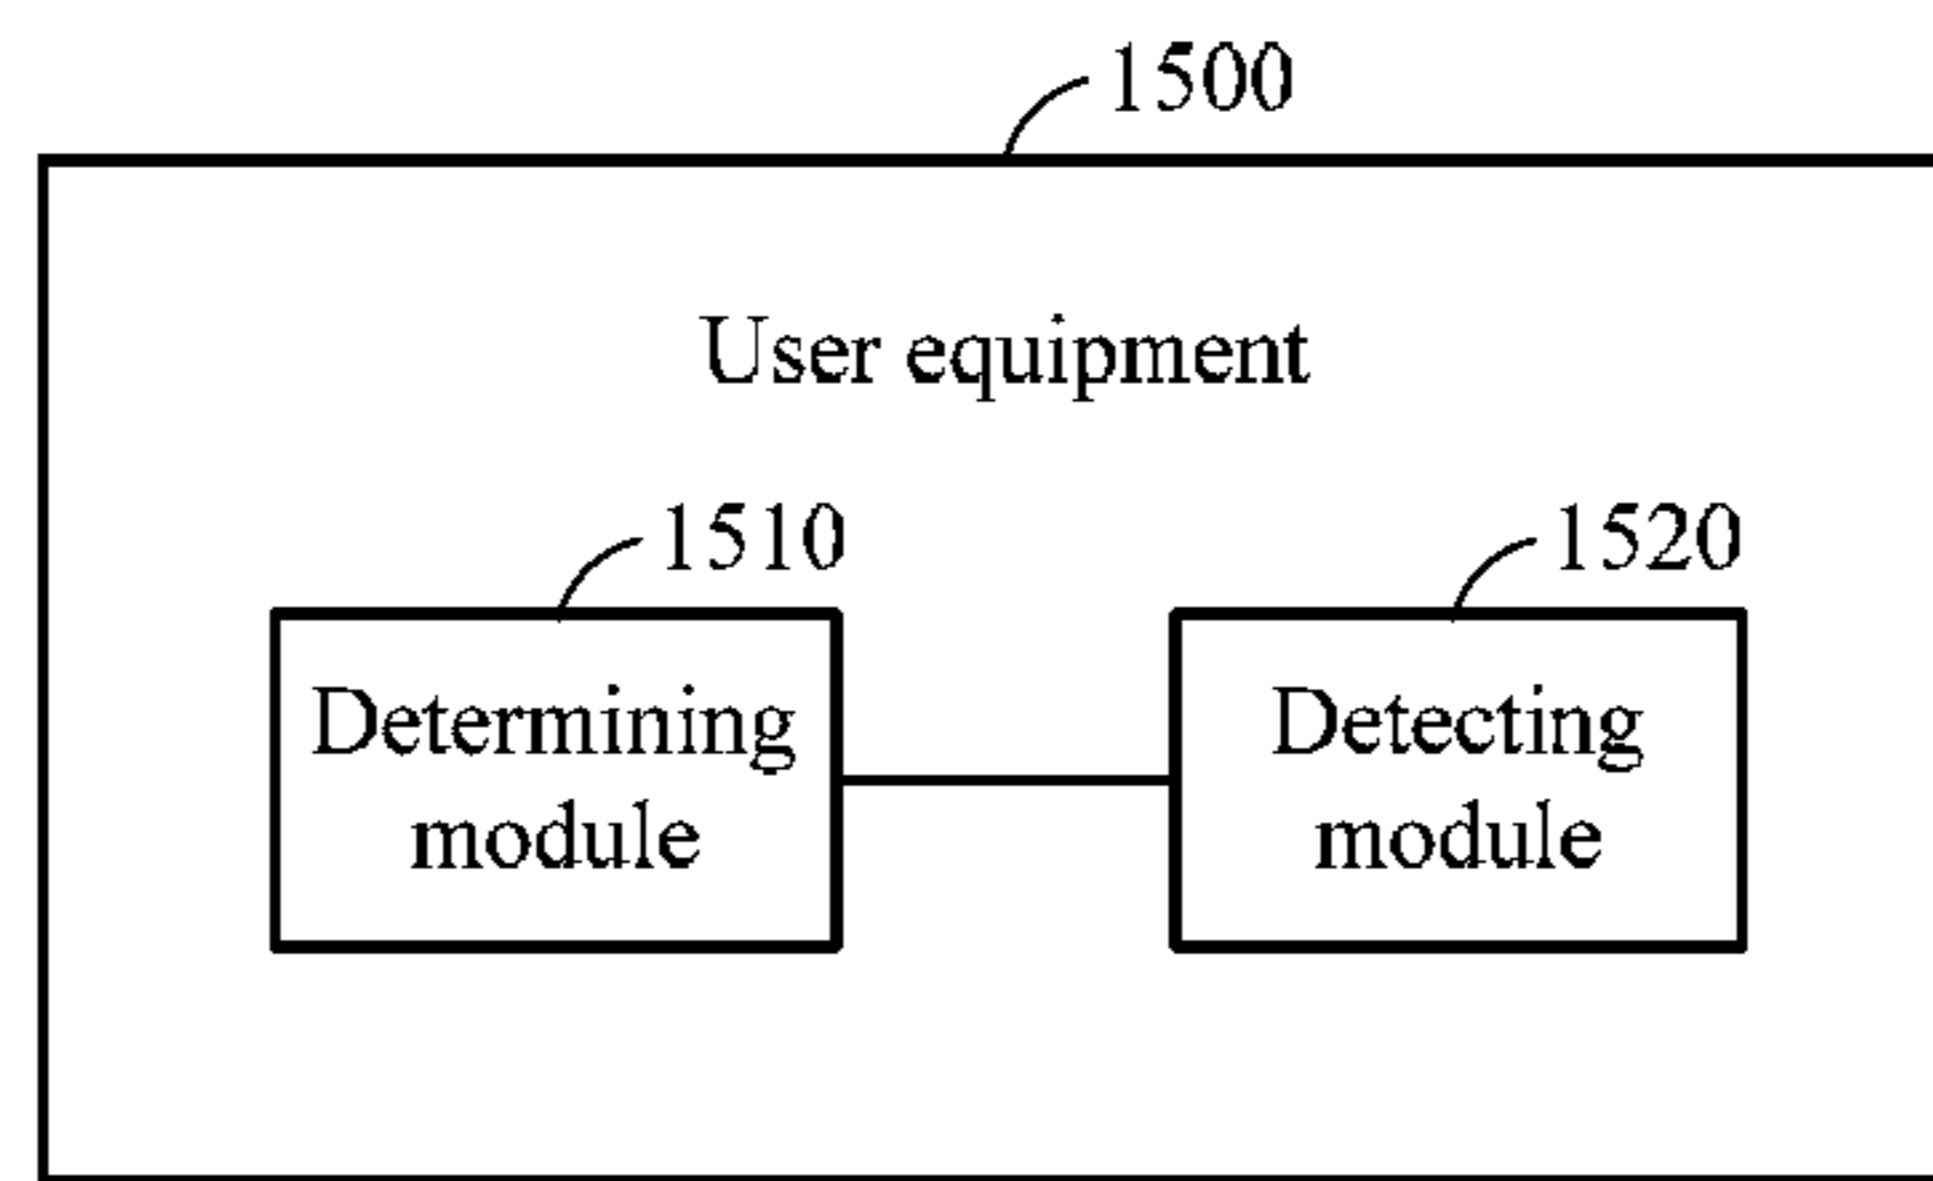 1500
User equipment
1510
1520
Determining
module
Detecting
module